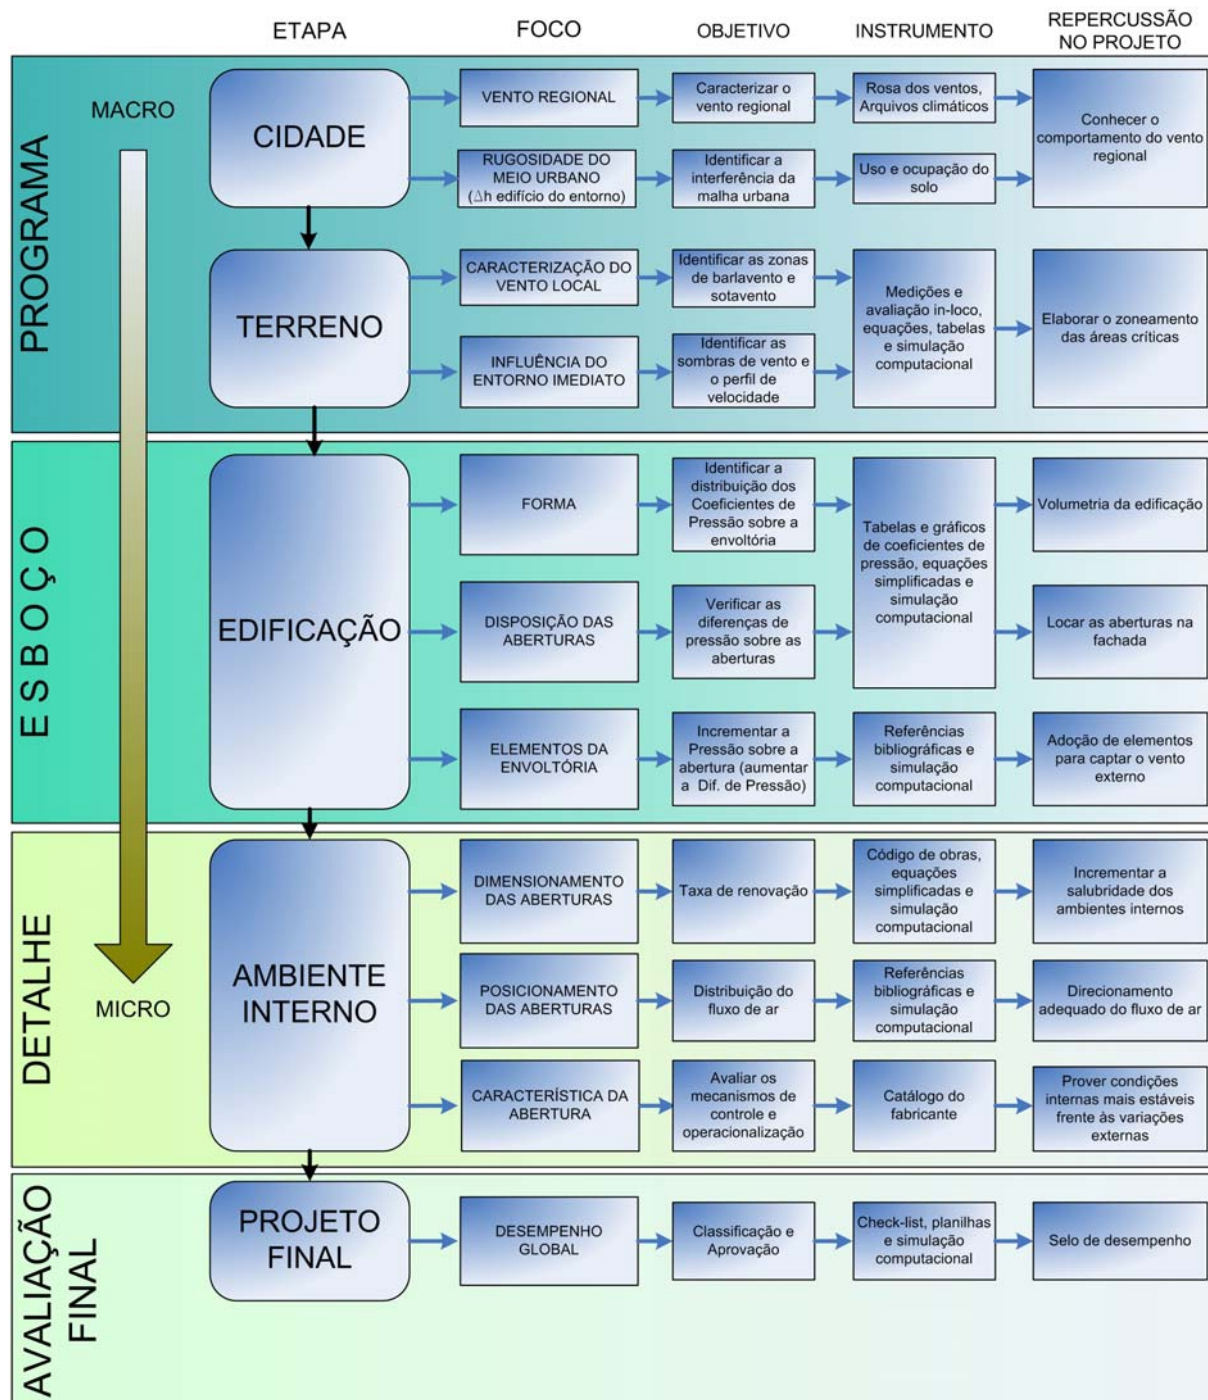 ETAPA
FOCO
OBJETIVO
INSTRUMENTO
REPERCUSSÃO
NO PROJETO
PROGRAMA
MACRO
CIDADE
VENTO REGIONAL
Caracterizar o
vento regional
Rosa dos ventos,
Arquivos climáticos
Conhecer o
comportamento do vento
regional
RUGOSIDADE DO
MEIO URBANO
(Δh edifício do entorno)
Identificar a
interferência da
malha urbana
Uso e ocupação do
solo
TERRENO
CARACTERIZAÇÃO DO
VENTO LOCAL
Identificar as zonas
de barlavento e
sotavento
Medições e
avaliação in-loco,
equações, tabelas
e simulação
computacional
Elaborar o zoneamento
das áreas críticas
INFLUÊNCIA DO
ENTORNO IMEDIATO
Identificar as
sombras de vento e
o perfil de
velocidade
ESBOÇO
EDIFICAÇÃO
FORMA
Identificar a
distribuição dos
Coeficientes de
Pressão sobre a
envoltória
Tabelas e gráficos
de coeficientes de
pressão, equações
simplificadas e
simulação
computacional
Volumetria da edificação
DISPOSIÇÃO DAS
ABERTURAS
Verificar as
diferenças de
pressão sobre as
aberturas
Locar as aberturas na
fachada
ELEMENTOS DA
ENVOLTÓRIA
Incrementar a
Pressão sobre a
abertura (aumentar
a Dif. de Pressão)
Referências
bibliográficas e
simulação
computacional
Adoção de elementos
para captar o vento
externo
DETALHE
MICRO
AMBIENTE
INTERNO
DIMENSIONAMENTO
DAS ABERTURAS
Taxa de renovação
Código de obras,
equações
simplificadas e
simulação
computacional
Incrementar a
salubridade dos
ambientes internos
POSICIONAMENTO
DAS ABERTURAS
Distribuição do
fluxo de ar
Referências
bibliográficas e
simulação
computacional
Direcionamento
adequado do fluxo de ar
CARACTERÍSTICA DA
ABERTURA
Avaliar os
mecanismos de
controle e
operacionalização
Catálogo do
fabricante
Prover condições
internas mais estáveis
frente às variações
externas
AVALIAÇÃO
FINAL
PROJETO
FINAL
DESEMPENHO
GLOBAL
Classificação e
Aprovação
Check-list, planilhas
e simulação
computacional
Selo de desempenho